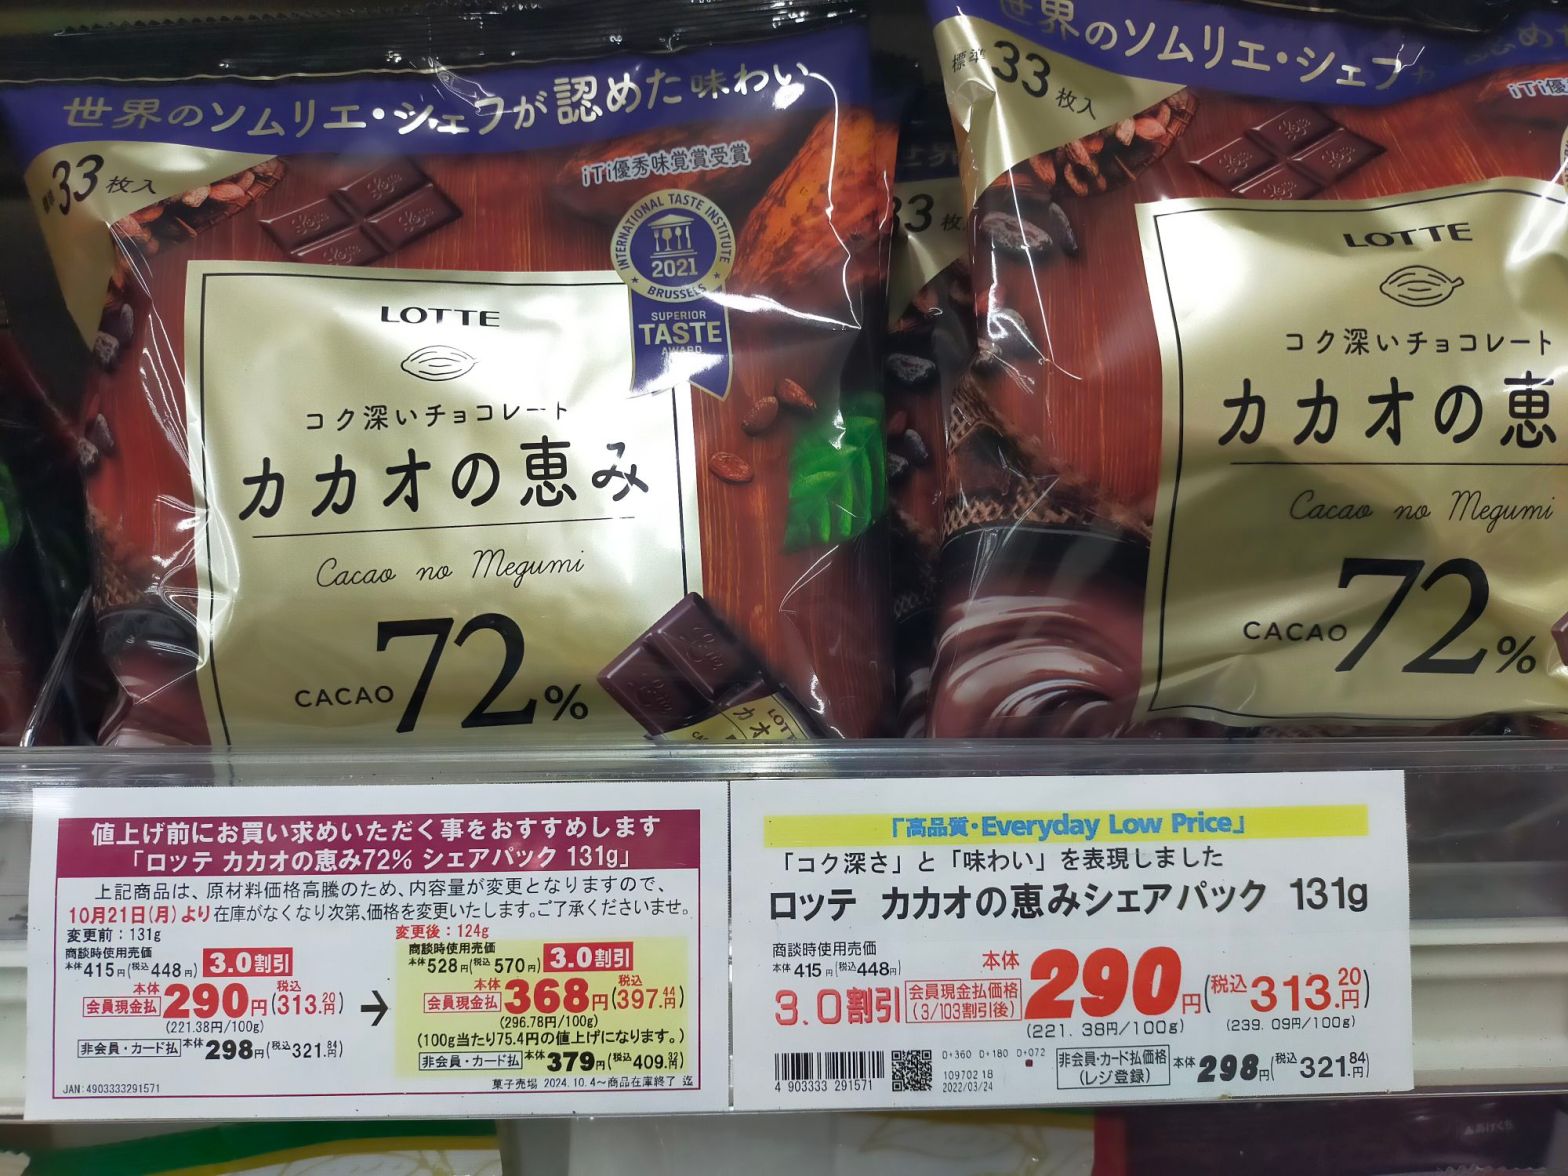 世界のソムリエ・シェフが認めた味わい
33枚入
iTi優秀味覚賞受賞
INTERNATIONAL TASTE INSTITUTE
2021
BRUSSELS
SUPERIOR
TASTE
AWARD
LOTTE
コク深いチョコレート
カカオの恵み
Cacao no Megumi
CACAO 72%
世界のソムリエ・シェフ
標準33枚入
iTi優
33枚
LOTTE
コク深いチョコレート
カカオの恵
Cacao no Megumi
CACAO 72%
値上げ前にお買い求めいただく事をおすすめします
「ロッテ カカオの恵み72% シェアパック 131g」
上記商品は、原材料価格高騰のため、内容量が変更となりますので、
10月21日(月)より在庫がなくなり次第、価格を変更いたします。ご了承くださいませ。
変更前：131g
商談時使用売価
本体415円(税込448円) 3.0割引
会員現金払 本体290円(税込313.20円)
(221.38円/100g)
非会員・カード払 本体298円(税込321.84円)
→
変更後：124g
商談時使用売価
本体528円(税込570円) 3.0割引
会員現金払 本体368円(税込397.44円)
(296.78円/100g)
(100g当たり75.4円の値上げになります。)
非会員・カード払 本体379円(税込409.32円)
JAN: 4903333291571
菓子売場 2024.10.4～商品在庫終了 迄
「高品質・Everyday Low Price」
「コク深さ」と「味わい」を表現しました
ロッテ カカオの恵みシェアパック 131g
商談時使用売価
本体415円(税込448円)
3.0割引 会員現金払価格(3/103割引後) 本体290円(税込313.20円)
(221.38円/100g) (239.09円/100g)
4 903333 291571
D+360 D+180 D+072
1097021B
2022/03/24
非会員・カード払価格(レジ登録) 本体298円(税込321.84円)